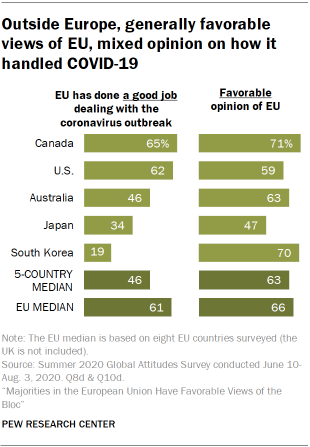 Outside Europe, generally favorable
views of EU, mixed opinion on how it
handled COVID-19
EU has done a good job
dealing with the
coronavirus outbreak
Favorable
opinion of EU
Canada 65% 71%
U.S. 62 59
Australia 46 63
Japan 34 47
South Korea 19 70
5-COUNTRY
MEDIAN 46 63
EU MEDIAN 61 66
Note: The EU median is based on eight EU countries surveyed (the
UK is not included).
Source: Summer 2020 Global Attitudes Survey conducted June 10-
Aug. 3, 2020. Q8d & Q10d.
"Majorities in the European Union Have Favorable Views of the
Bloc"
PEW RESEARCH CENTER